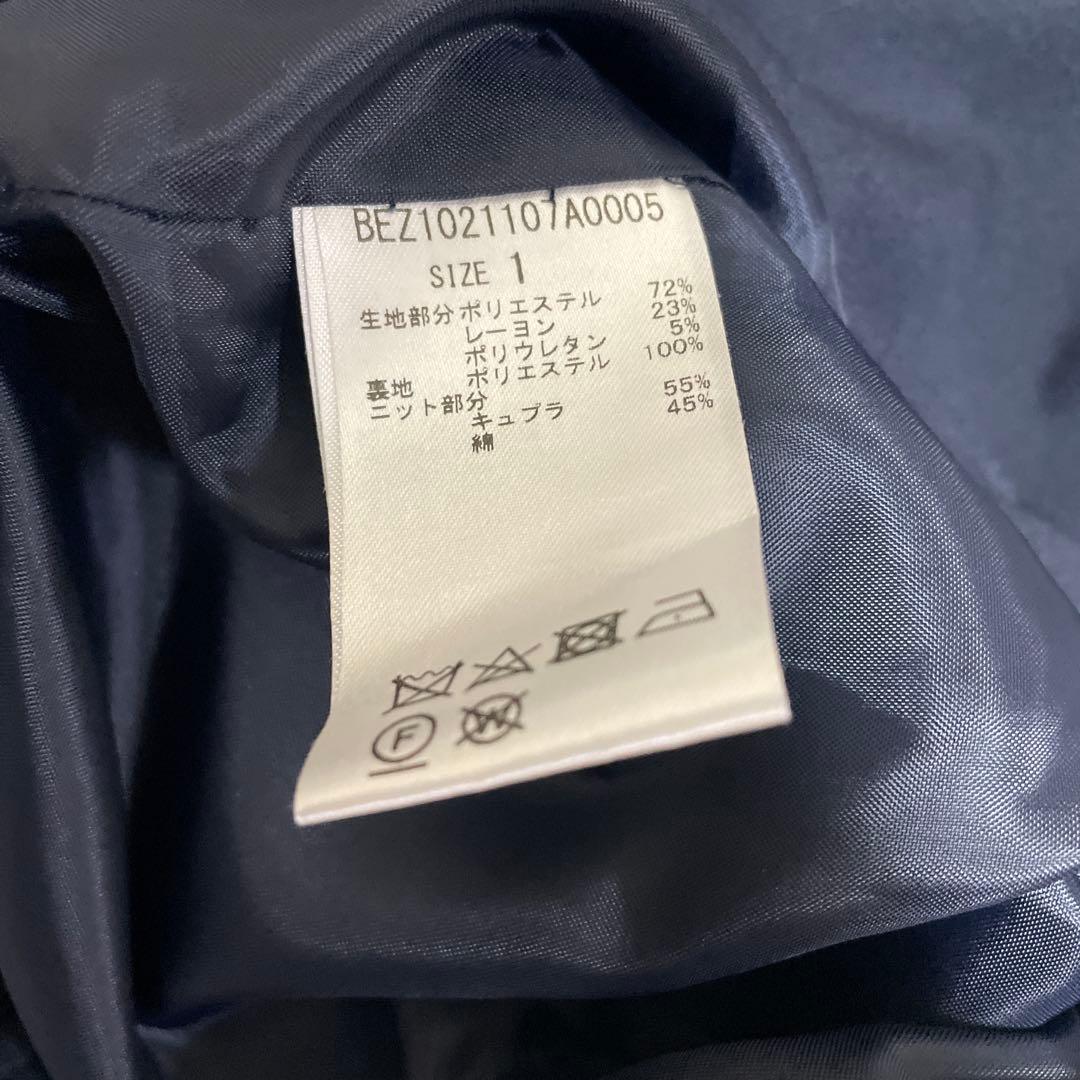 BEZ1021107A0005
SIZE 1
生地部分 ポリエステル 72%
レーヨン 23%
ポリウレタン 5%
裏地 ポリエステル 100%
ニット部分
キュプラ 55%
綿 45%
F W